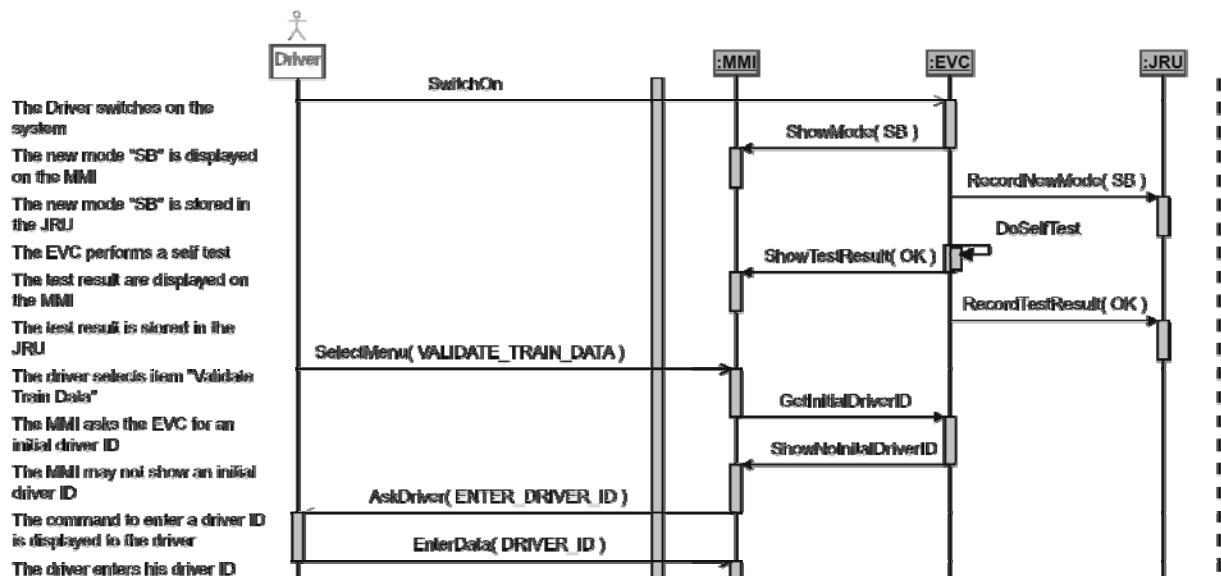 Driver
:MMI
:EVC
:JRU
SwitchOn
The Driver switches on the
system
ShowMode( SB )
The new mode "SB" is displayed
on the MMI
RecordNewMode( SB )
The new mode "SB" is stored in
the JRU
DoSelfTest
The EVC performs a self test
ShowTestResult( OK )
The test result are displayed on
the MMI
RecordTestResult( OK )
The test result is stored in the
JRU
SelectMenu( VALIDATE_TRAIN_DATA )
The driver selects item "Validate
Train Data"
GetInitialDriverID
The MMI asks the EVC for an
initial driver ID
ShowNoInitialDriverID
The MMI may not show an initial
driver ID
AskDriver( ENTER_DRIVER_ID )
The command to enter a driver ID
is displayed to the driver
EnterData( DRIVER_ID )
The driver enters his driver ID